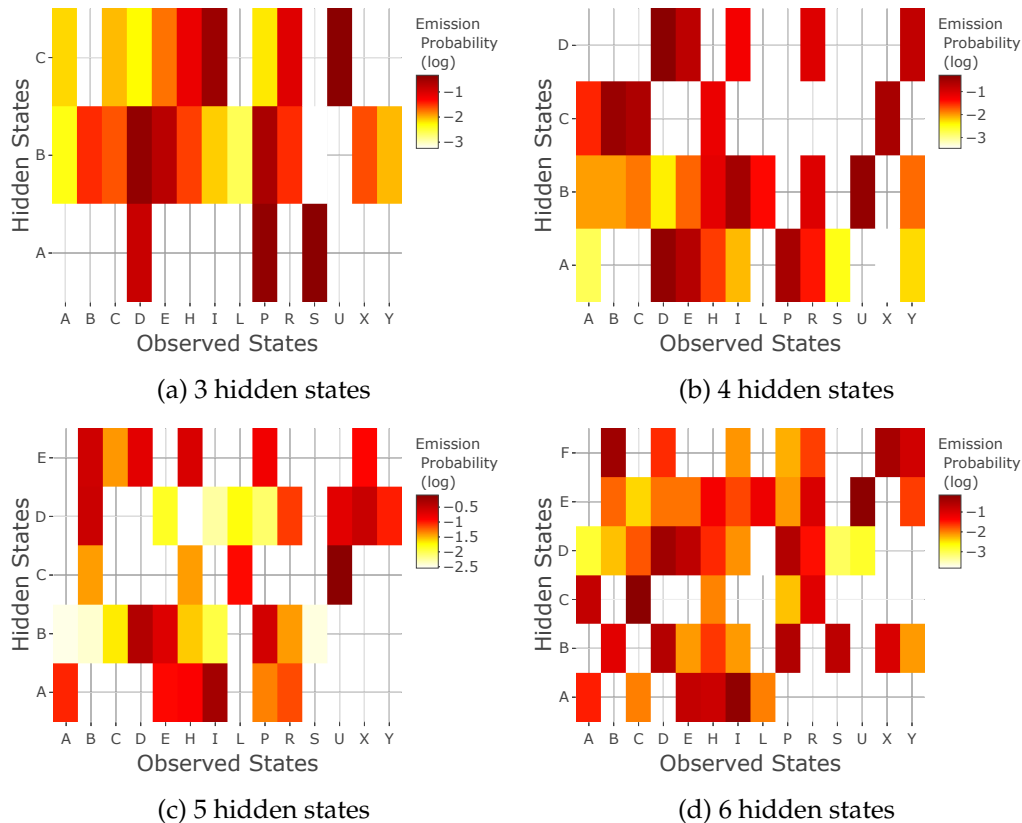 Emission
Probability
(log)
−1
−2
−3
C
B
A
Hidden States
A B C D E H I L P R S U X Y
Observed States
(a) 3 hidden states
Emission
Probability
(log)
−1
−2
−3
D
C
B
A
Hidden States
A B C D E H I L P R S U X Y
Observed States
(b) 4 hidden states
Emission
Probability
(log)
−0.5
−1
−1.5
−2
−2.5
E
D
C
B
A
Hidden States
A B C D E H I L P R S U X Y
Observed States
(c) 5 hidden states
Emission
Probability
(log)
−1
−2
−3
F
E
D
C
B
A
Hidden States
A B C D E H I L P R S U X Y
Observed States
(d) 6 hidden states